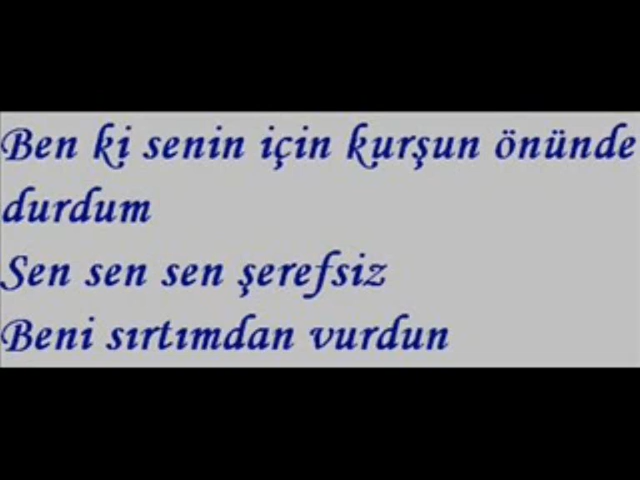 Ben ki senin için kurşun önünde
durdum
Sen sen sen şerefsiz
Beni sırtımdan vurdun